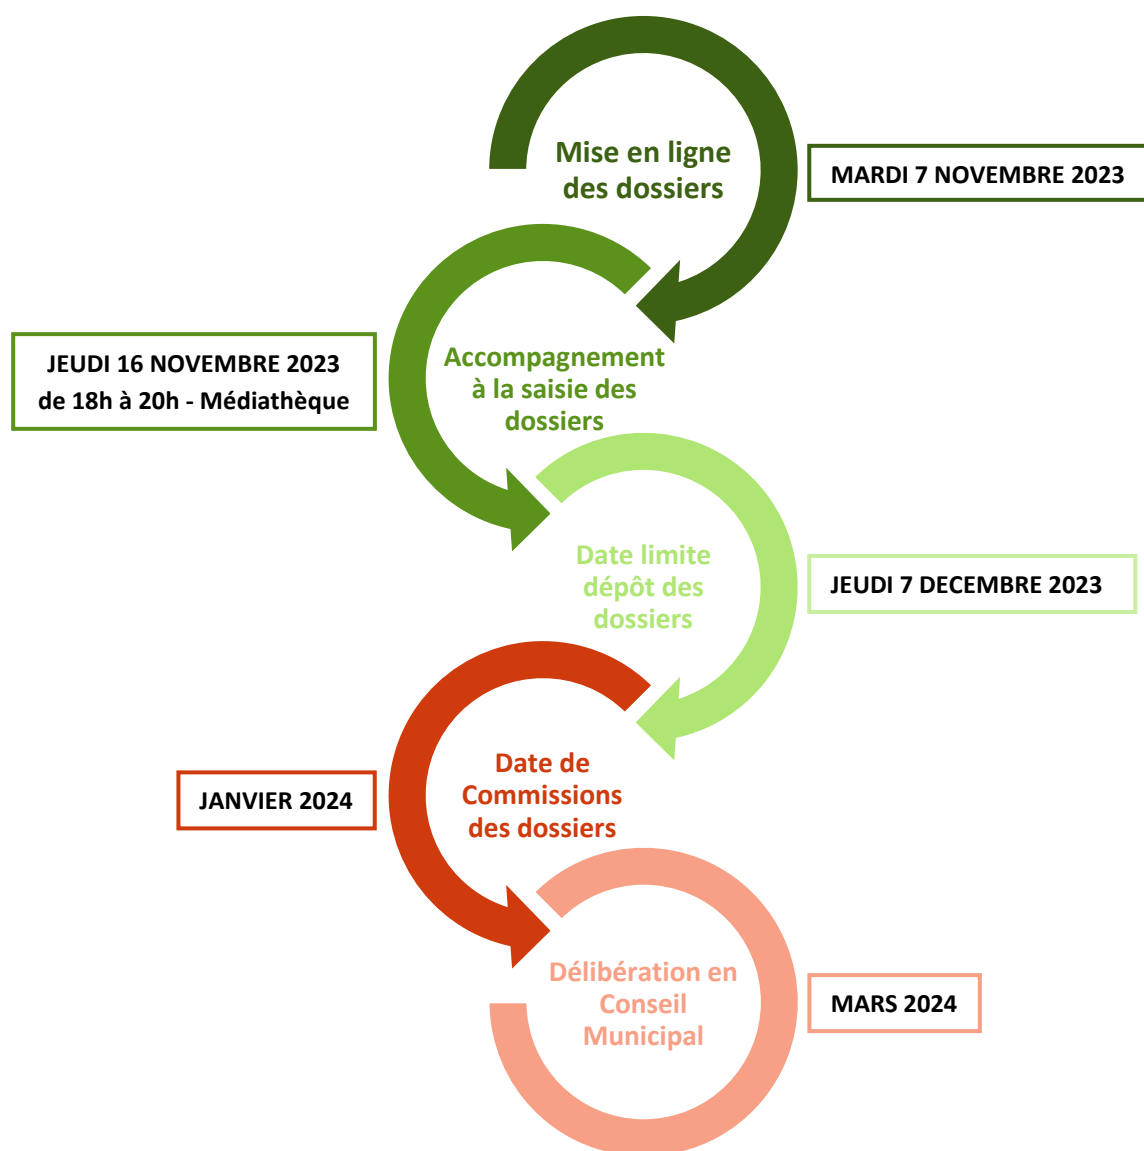 Mise en ligne
des dossiers
MARDI 7 NOVEMBRE 2023
JEUDI 16 NOVEMBRE 2023
de 18h à 20h - Médiathèque
Accompagnement
à la saisie des
dossiers
Date limite
dépôt des
dossiers
JEUDI 7 DECEMBRE 2023
Date de
Commissions
des dossiers
JANVIER 2024
Délibération en
Conseil
Municipal
MARS 2024